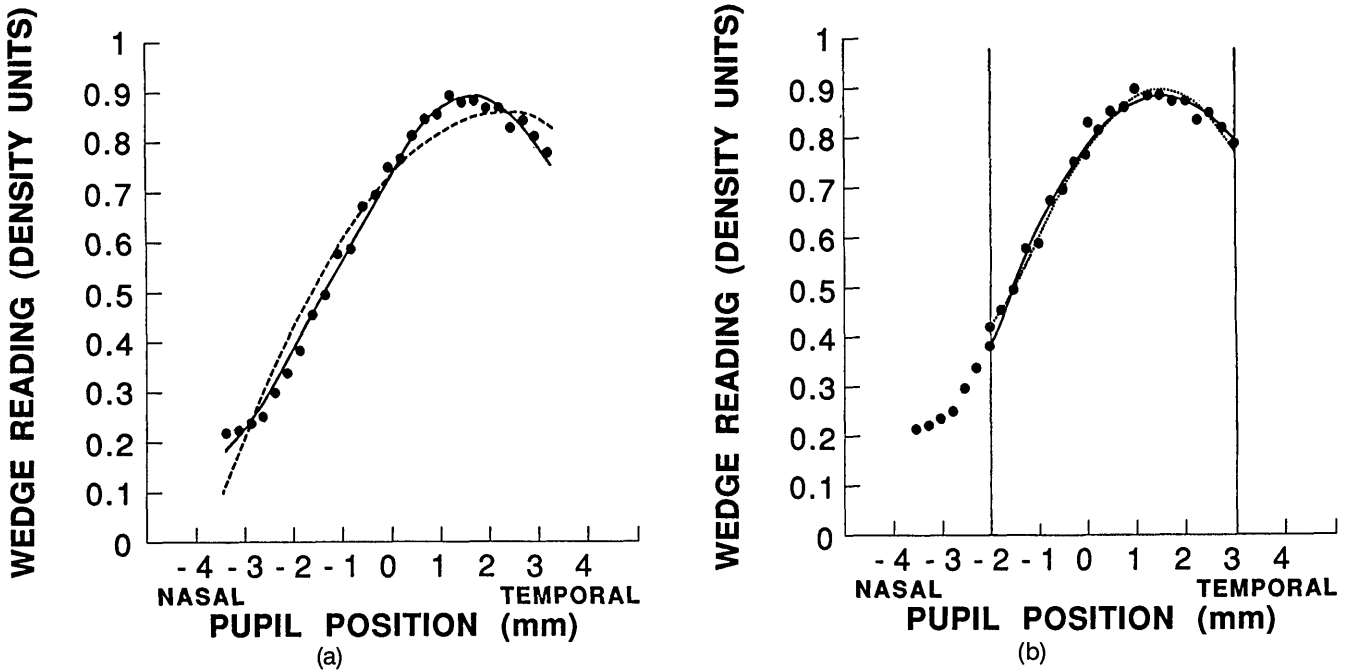 WEDGE READING (DENSITY UNITS)
1
0.9
0.8
0.7
0.6
0.5
0.4
0.3
0.2
0.1
0
- 4 - 3 - 2 - 1 0 1 2 3 4
NASAL TEMPORAL
PUPIL POSITION (mm)
(a)
WEDGE READING (DENSITY UNITS)
1
0.9
0.8
0.7
0.6
0.5
0.4
0.3
0.2
0.1
0
- 4 - 3 - 2 - 1 0 1 2 3 4
NASAL TEMPORAL
PUPIL POSITION (mm)
(b)